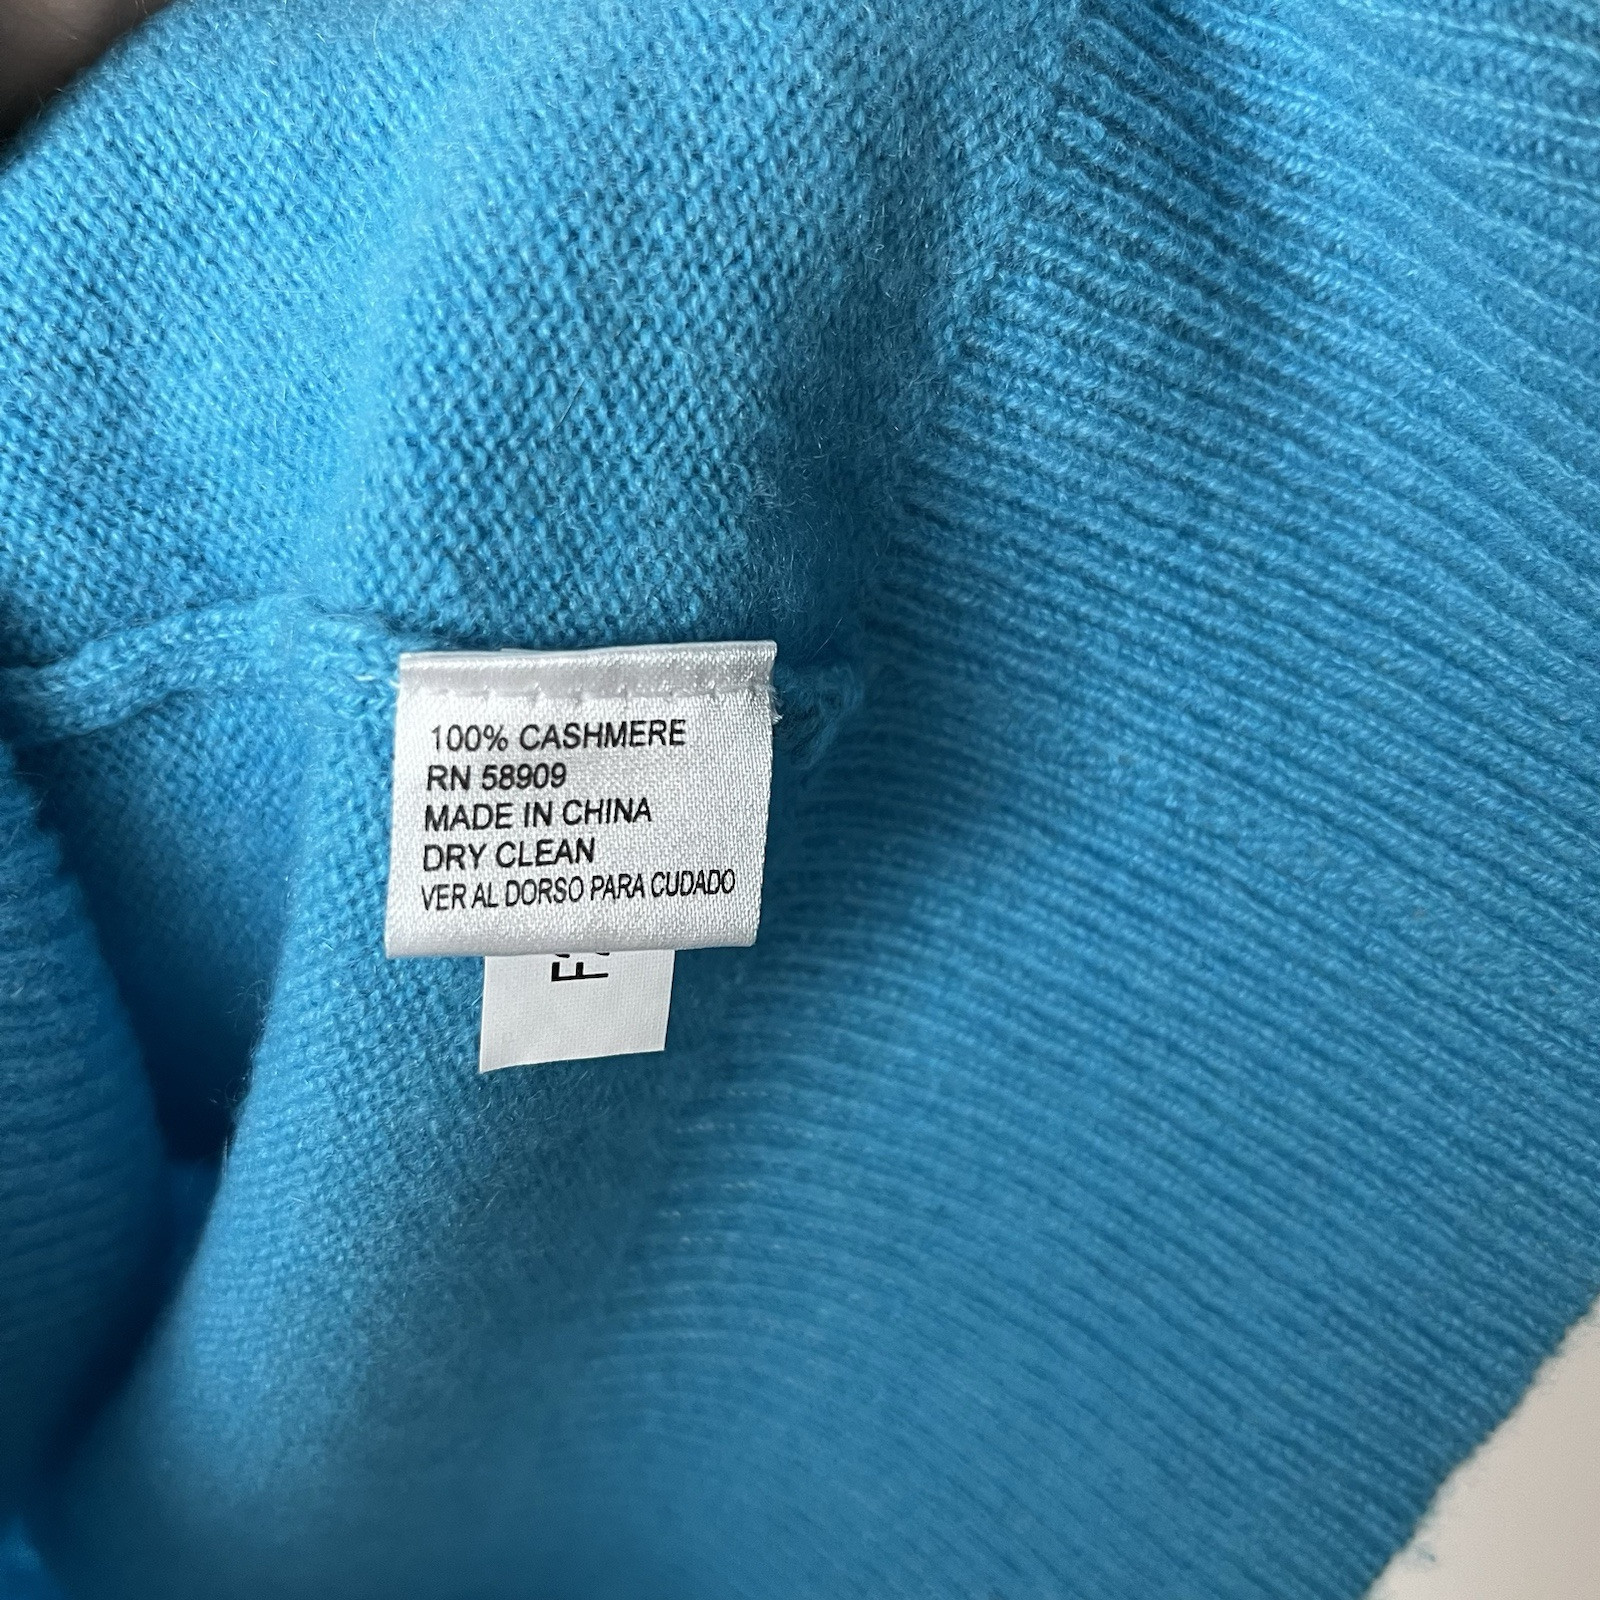 100% CASHMERE
RN 58909
MADE IN CHINA
DRY CLEAN
VER AL DORSO PARA CUDADO